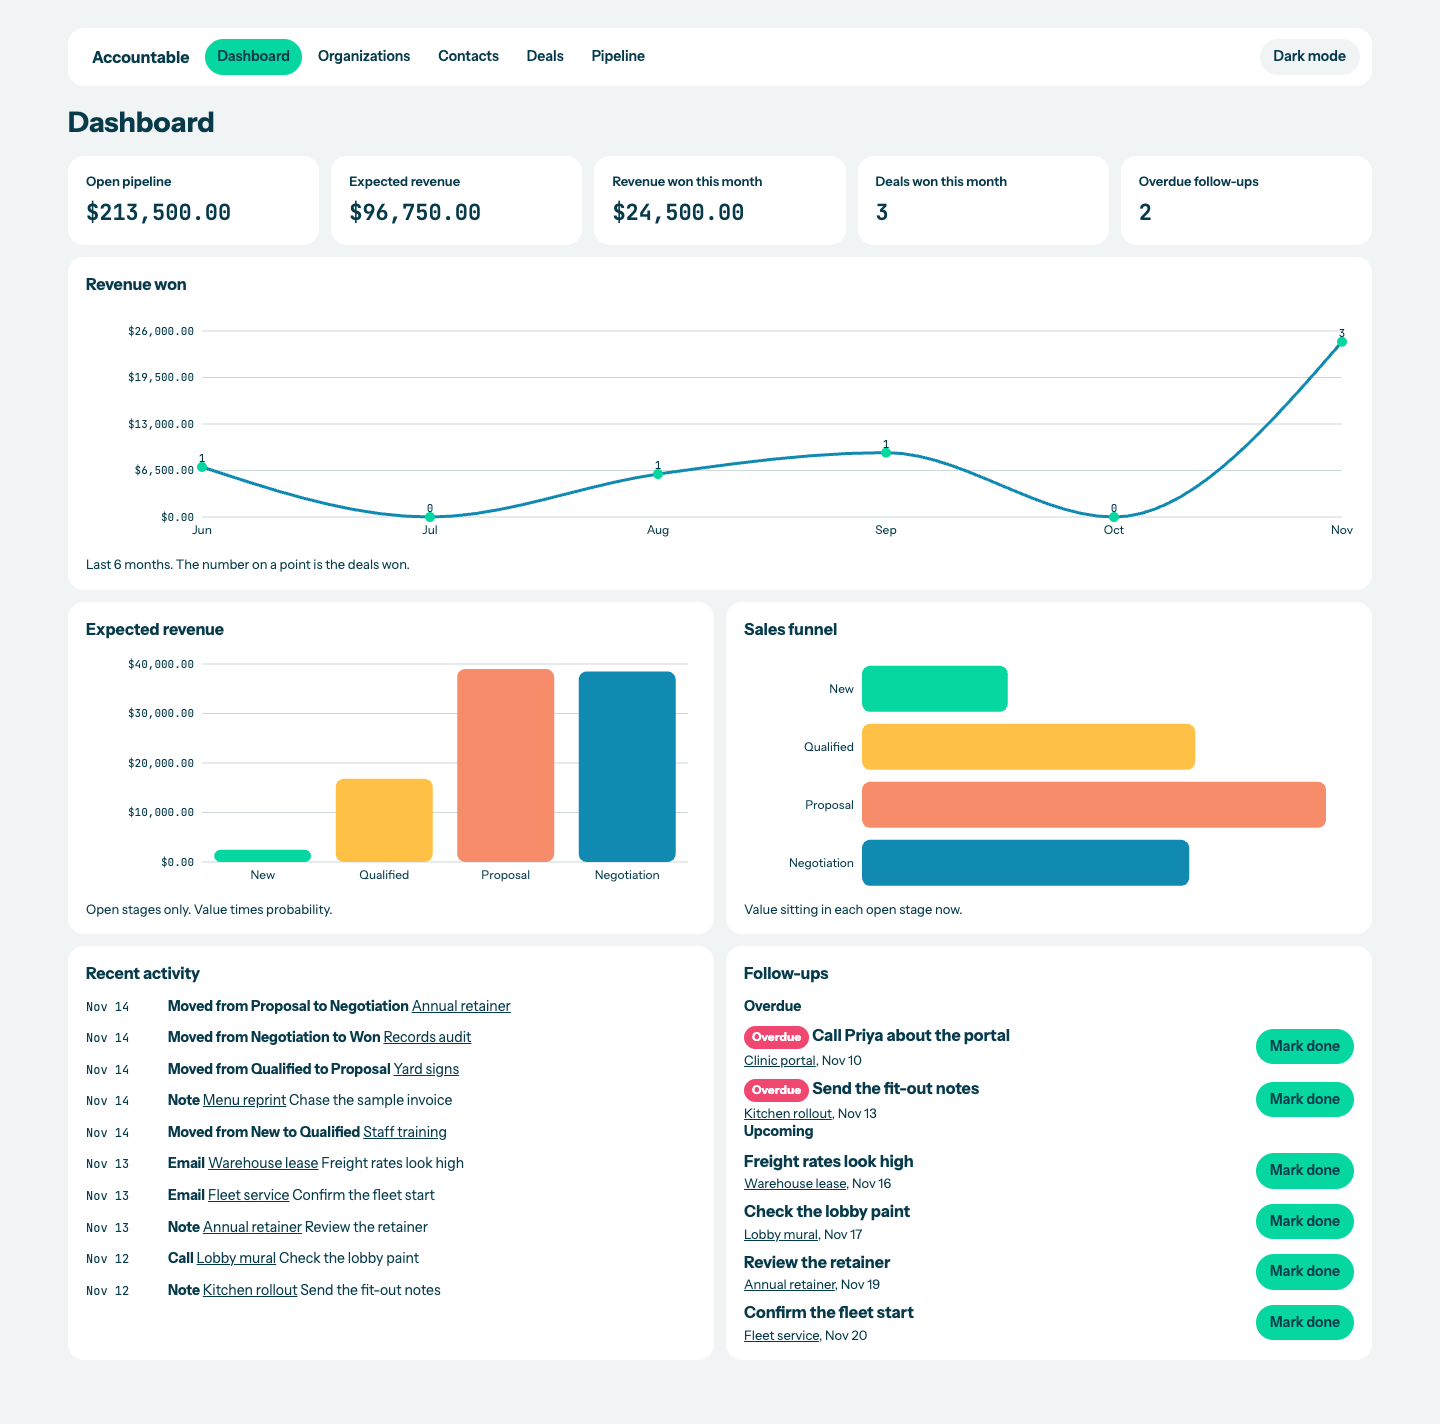 Accountable Dashboard Organizations Contacts Deals Pipeline Dark mode
Dashboard
Open pipeline
$213,500.00
Expected revenue
$96,750.00
Revenue won this month
$24,500.00
Deals won this month
3
Overdue follow-ups
2
Revenue won
$26,000.00
$19,500.00
$13,000.00
$6,500.00
$0.00
1
0
1
1
0
3
Jun Jul Aug Sep Oct Nov
Last 6 months. The number on a point is the deals won.
Expected revenue
$40,000.00
$30,000.00
$20,000.00
$10,000.00
$0.00
New Qualified Proposal Negotiation
Open stages only. Value times probability.
Sales funnel
New
Qualified
Proposal
Negotiation
Value sitting in each open stage now.
Recent activity
Nov 14 Moved from Proposal to Negotiation Annual retainer
Nov 14 Moved from Negotiation to Won Records audit
Nov 14 Moved from Qualified to Proposal Yard signs
Nov 14 Note Menu reprint Chase the sample invoice
Nov 14 Moved from New to Qualified Staff training
Nov 13 Email Warehouse lease Freight rates look high
Nov 13 Email Fleet service Confirm the fleet start
Nov 13 Note Annual retainer Review the retainer
Nov 12 Call Lobby mural Check the lobby paint
Nov 12 Note Kitchen rollout Send the fit-out notes
Follow-ups
Overdue
Overdue Call Priya about the portal
Clinic portal, Nov 10
Mark done
Overdue Send the fit-out notes
Kitchen rollout, Nov 13
Mark done
Upcoming
Freight rates look high
Warehouse lease, Nov 16
Mark done
Check the lobby paint
Lobby mural, Nov 17
Mark done
Review the retainer
Annual retainer, Nov 19
Mark done
Confirm the fleet start
Fleet service, Nov 20
Mark done